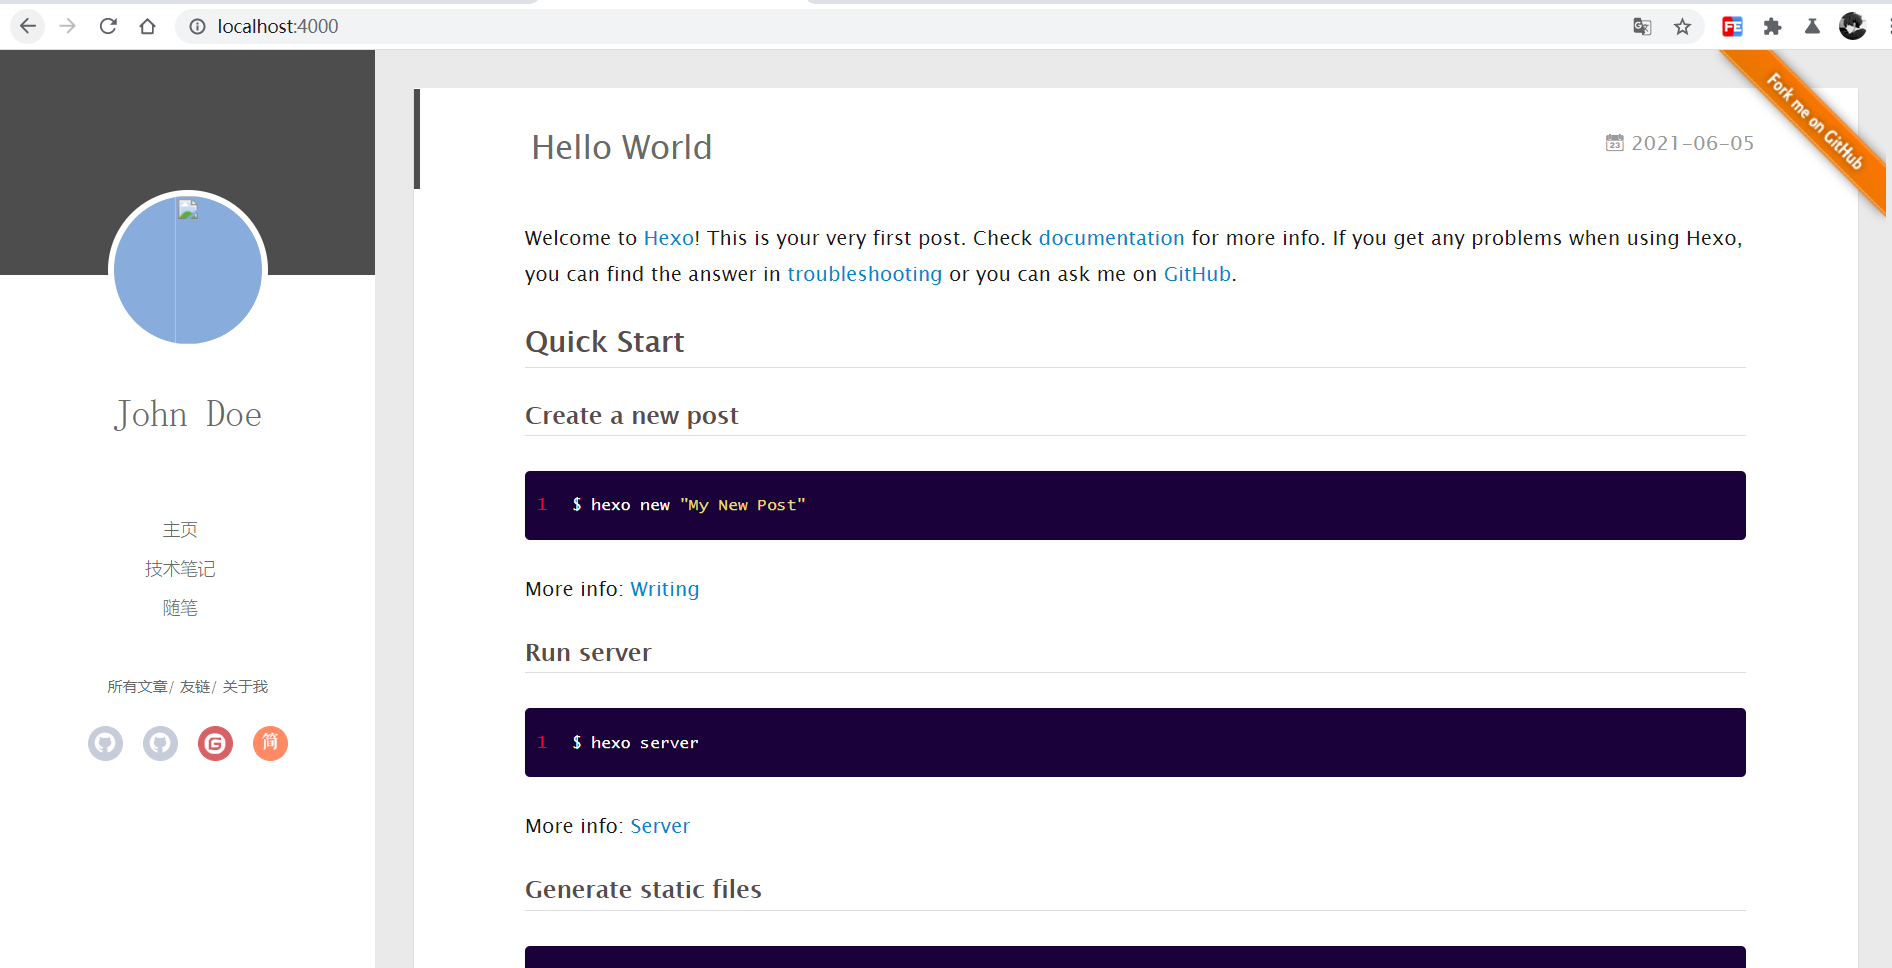 localhost:4000
Fork me on GitHub
John Doe
主页
技术笔记
随笔
所有文章/ 友链/ 关于我
简
Hello World
23 2021-06-05
Welcome to Hexo! This is your very first post. Check documentation for more info. If you get any problems when using Hexo,
you can find the answer in troubleshooting or you can ask me on GitHub.
Quick Start
Create a new post
1 $ hexo new "My New Post"
More info: Writing
Run server
1 $ hexo server
More info: Server
Generate static files